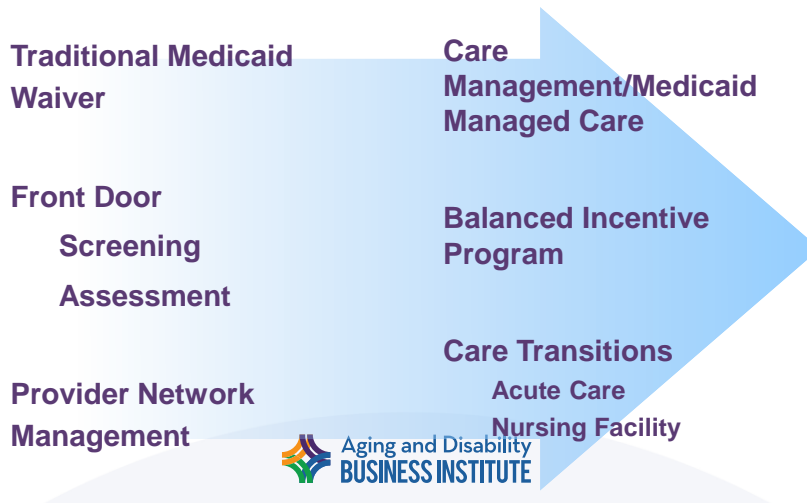 Traditional Medicaid
Waiver
Front Door
Screening
Assessment
Provider Network
Management
Care
Management/Medicaid
Managed Care
Balanced Incentive
Program
Care Transitions
Acute Care
Nursing Facility
Aging and Disability
BUSINESS INSTITUTE